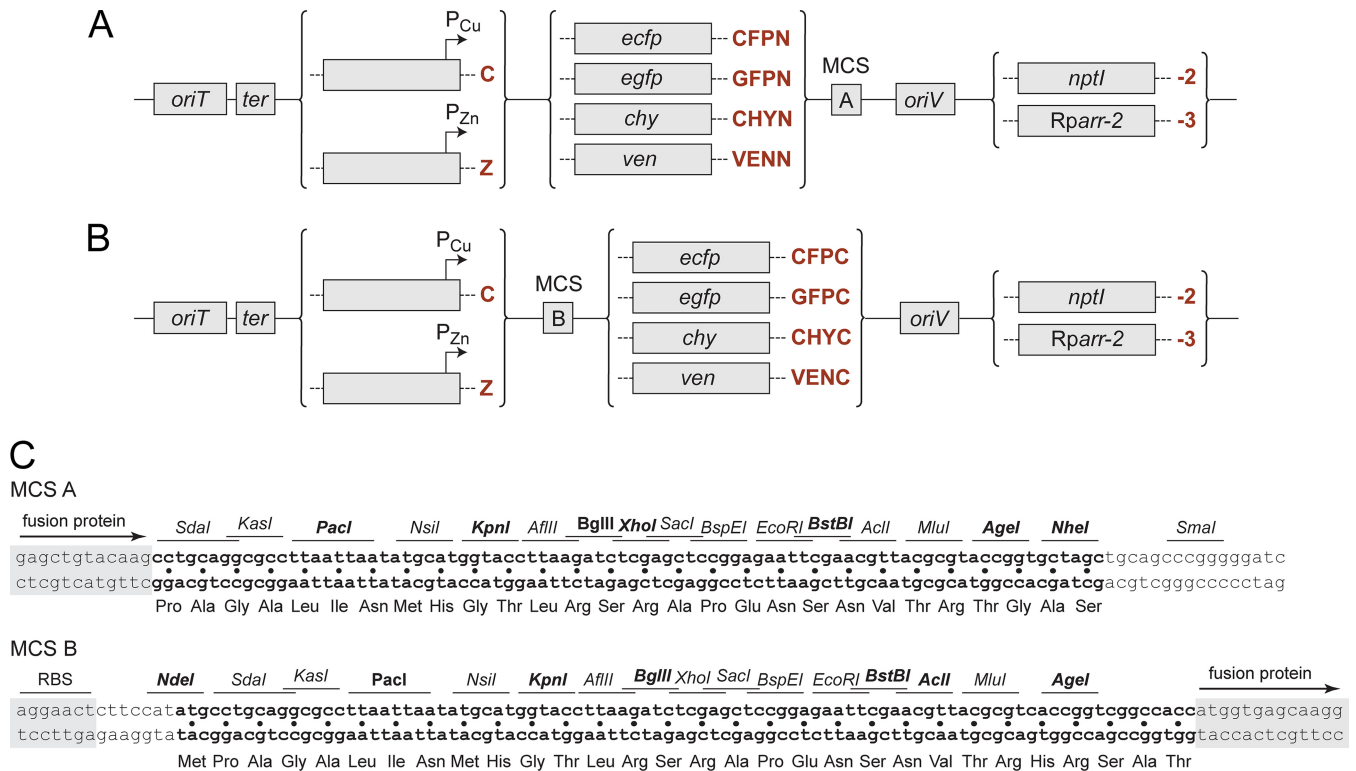 A
oriT
ter
PCu
C
PZn
Z
ecfp CFPN
egfp GFPN
chy CHYN
ven VENN
MCS
A
oriV
nptI -2
Rparr-2 -3
B
oriT
ter
PCu
C
PZn
Z
MCS
B
ecfp CFPC
egfp GFPC
chy CHYC
ven VENC
oriV
nptI -2
Rparr-2 -3
C
MCS A
fusion protein SdaI KasI PacI NsiI KpnI AflII BglII XhoI SacI BspEI EcoRI BstBI AclI MluI AgeI NheI SmaI
gagctgtacaagcctgcaggcgccttaattaatatgcatggtaccttaagatctcgagctccggagaattcgaacgttacgcgtaccggtgctagctgcagcccgggggatc
ctcgtcatgttcggacgtccgcggaattaattatacgtaccatggaattctagagctcgaggcctcttaagcttgcaatgcgcatggccacgatcgacgtcgggccccctag
Pro Ala Gly Ala Leu Ile Asn Met His Gly Thr Leu Arg Ser Arg Ala Pro Glu Asn Ser Asn Val Thr Arg Thr Gly Ala Ser
MCS B
RBS NdeI SdaI KasI PacI NsiI KpnI AflII BglII XhoI SacI BspEI EcoRI BstBI AclI MluI AgeI fusion protein
aggaactcttccatatgcctgcaggcgccttaattaatatgcatggtaccttaagatctcgagctccggagaattcgaacgttacgcgtcaccggtcggccaccatggtgagcaagg
tccttgagaaggtatacggacgtccgcggaattaattatacgtaccatggaattctagagctcgaggcctcttaagcttgcaatgcgcagtggccagccggtggtaccactcgttcc
Met Pro Ala Gly Ala Leu Ile Asn Met His Gly Thr Leu Arg Ser Arg Ala Pro Glu Asn Ser Asn Val Thr Arg His Arg Ser Ala Thr